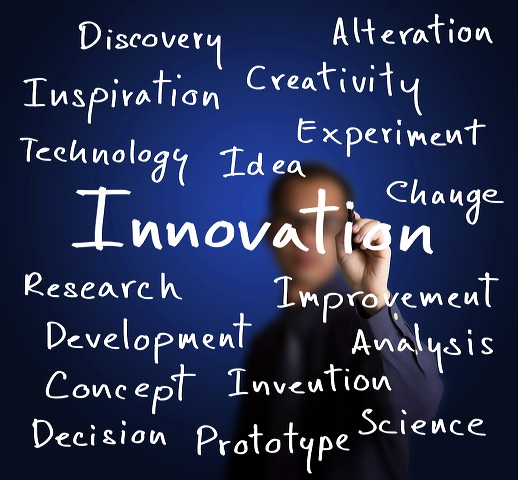 Discovery
Alteration
Inspiration
Creativity
Experiment
Technology
Idea
Change
Innovation
Research
Improvement
Development
Analysis
Concept
Invention
Decision
Prototype
Science